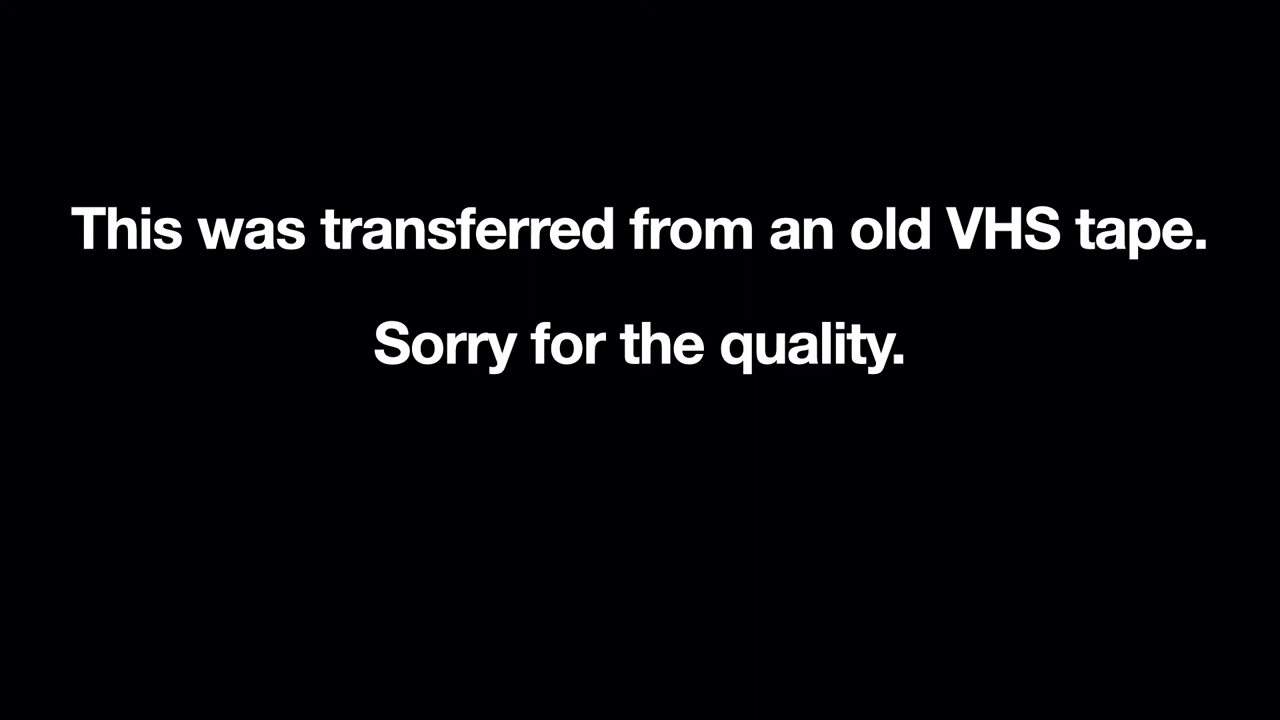 This was transferred from an old VHS tape.
Sorry for the quality.